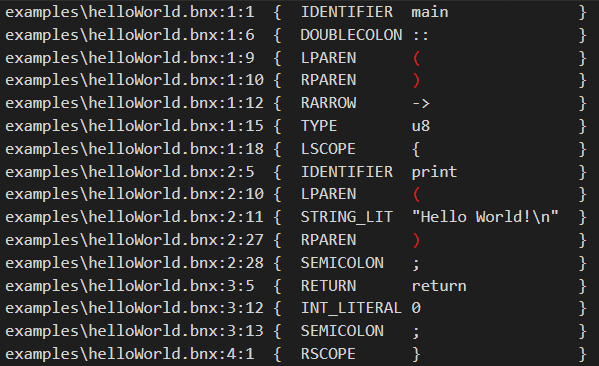 examples\helloWorld.bnx:1:1  {  IDENTIFIER  main             }
examples\helloWorld.bnx:1:6  {  DOUBLECOLON ::               }
examples\helloWorld.bnx:1:9  {  LPAREN      (                }
examples\helloWorld.bnx:1:10 {  RPAREN      )                }
examples\helloWorld.bnx:1:12 {  RARROW      ->               }
examples\helloWorld.bnx:1:15 {  TYPE        u8               }
examples\helloWorld.bnx:1:18 {  LSCOPE      {                }
examples\helloWorld.bnx:2:5  {  IDENTIFIER  print            }
examples\helloWorld.bnx:2:10 {  LPAREN      (                }
examples\helloWorld.bnx:2:11 {  STRING_LIT  "Hello World!\n"  }
examples\helloWorld.bnx:2:27 {  RPAREN      )                }
examples\helloWorld.bnx:2:28 {  SEMICOLON   ;                }
examples\helloWorld.bnx:3:5  {  RETURN      return           }
examples\helloWorld.bnx:3:12 {  INT_LITERAL 0                }
examples\helloWorld.bnx:3:13 {  SEMICOLON   ;                }
examples\helloWorld.bnx:4:1  {  RSCOPE      }                }